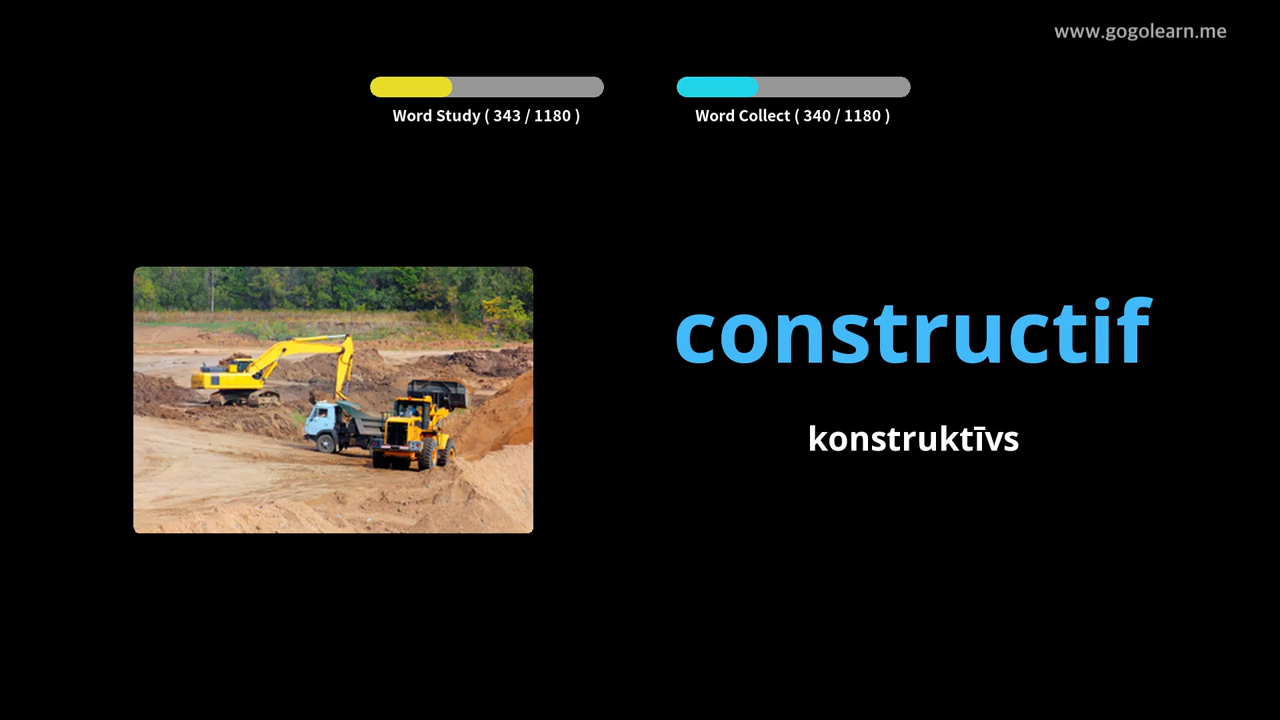 www.gogolearn.me
Word Study ( 343 / 1180 )
Word Collect ( 340 / 1180 )
constructif
konstruktīvs